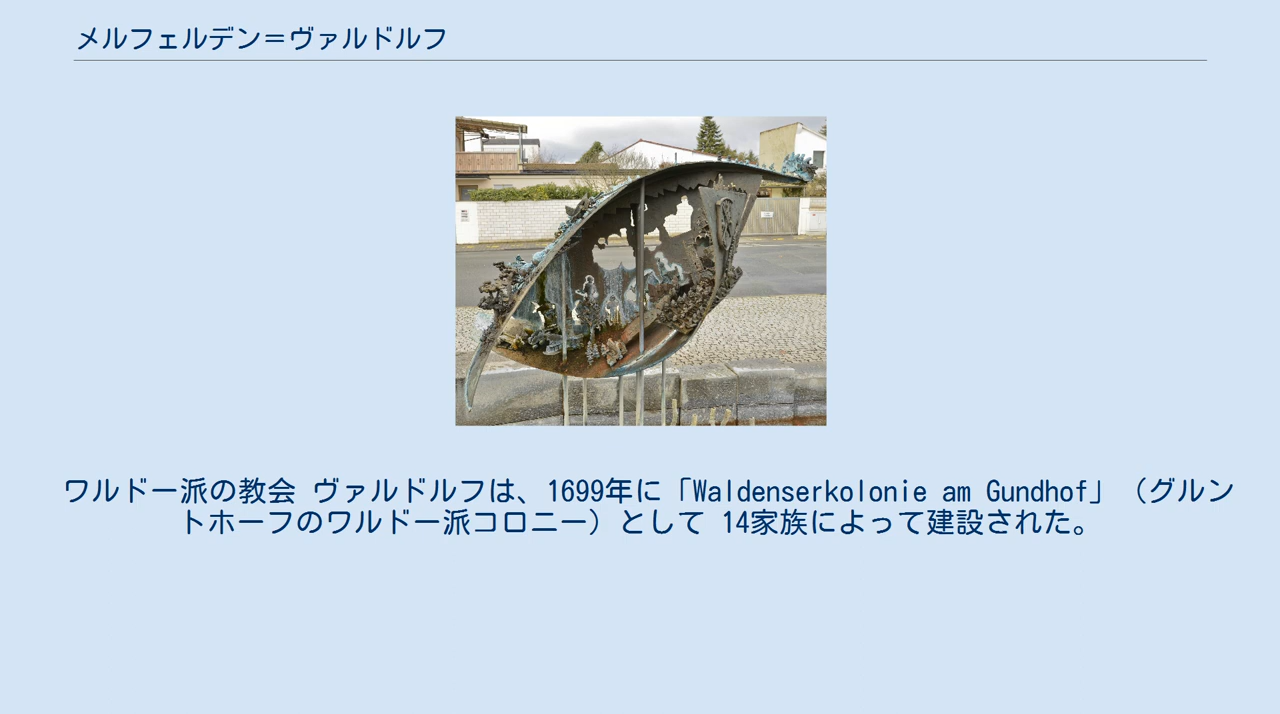 メルフェルデン＝ヴァルドルフ
ワルドー派の教会 ヴァルドルフは、1699年に「Waldenserkolonie am Gundhof」（グルン
トホーフのワルドー派コロニー）として 14家族によって建設された。